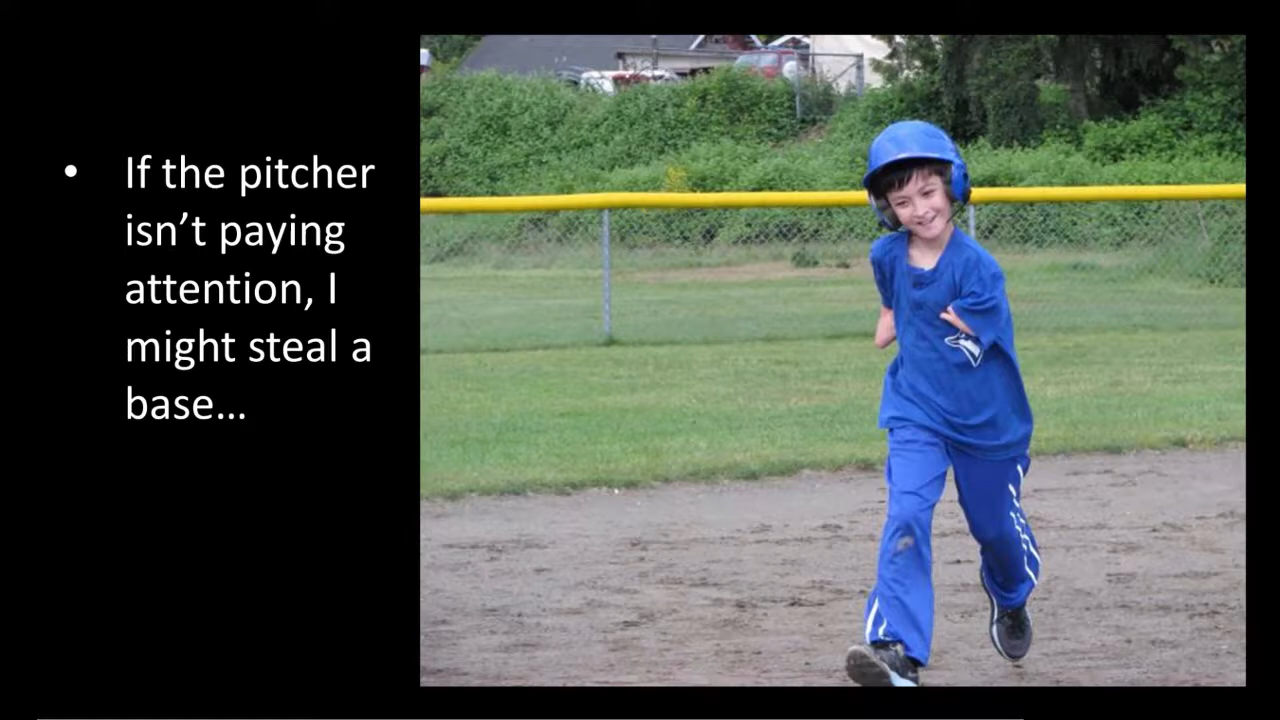 • If the pitcher
isn’t paying
attention, I
might steal a
base…